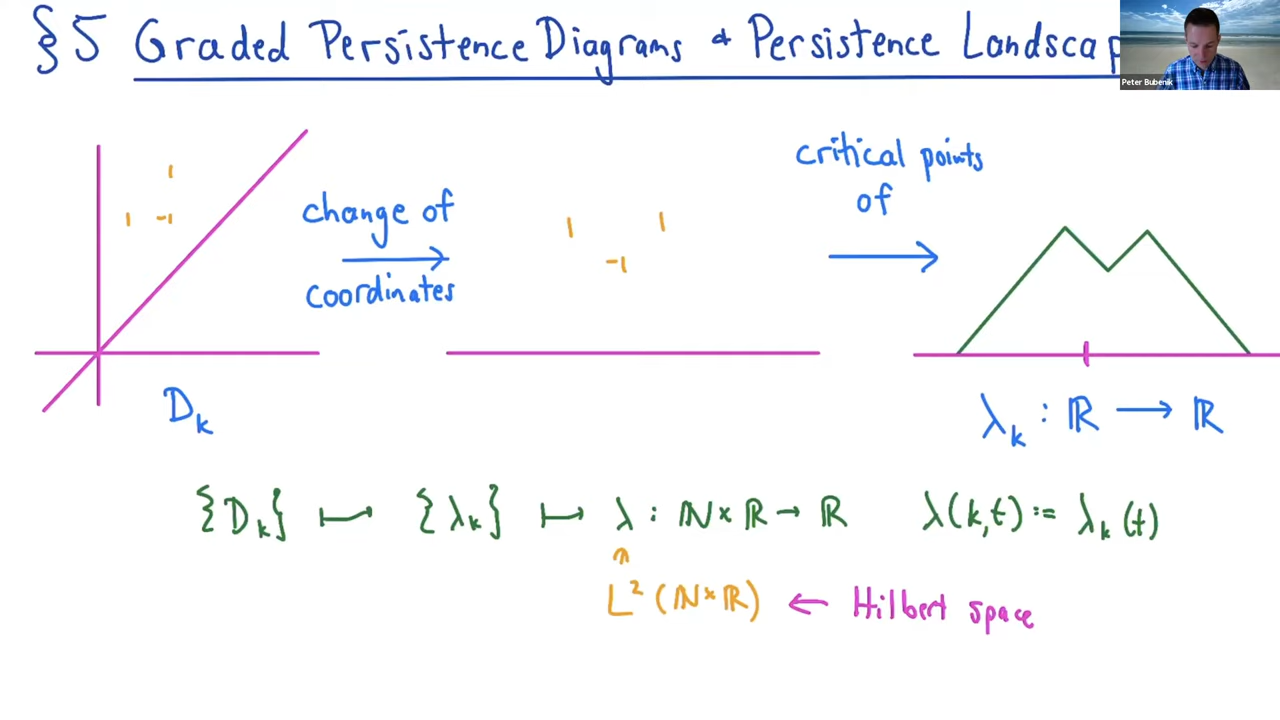 §5 Graded Persistence Diagrams & Persistence Landscap
Peter Bubenik
1
1 -1
change of
coordinates
1 1
-1
critical points
of
D_k
λ_k : ℝ → ℝ
{D_k} ↦ {λ_k} ↦ λ : ℕ × ℝ → ℝ λ(k,t) := λ_k(t)
L²(ℕ×ℝ) ← Hilbert space